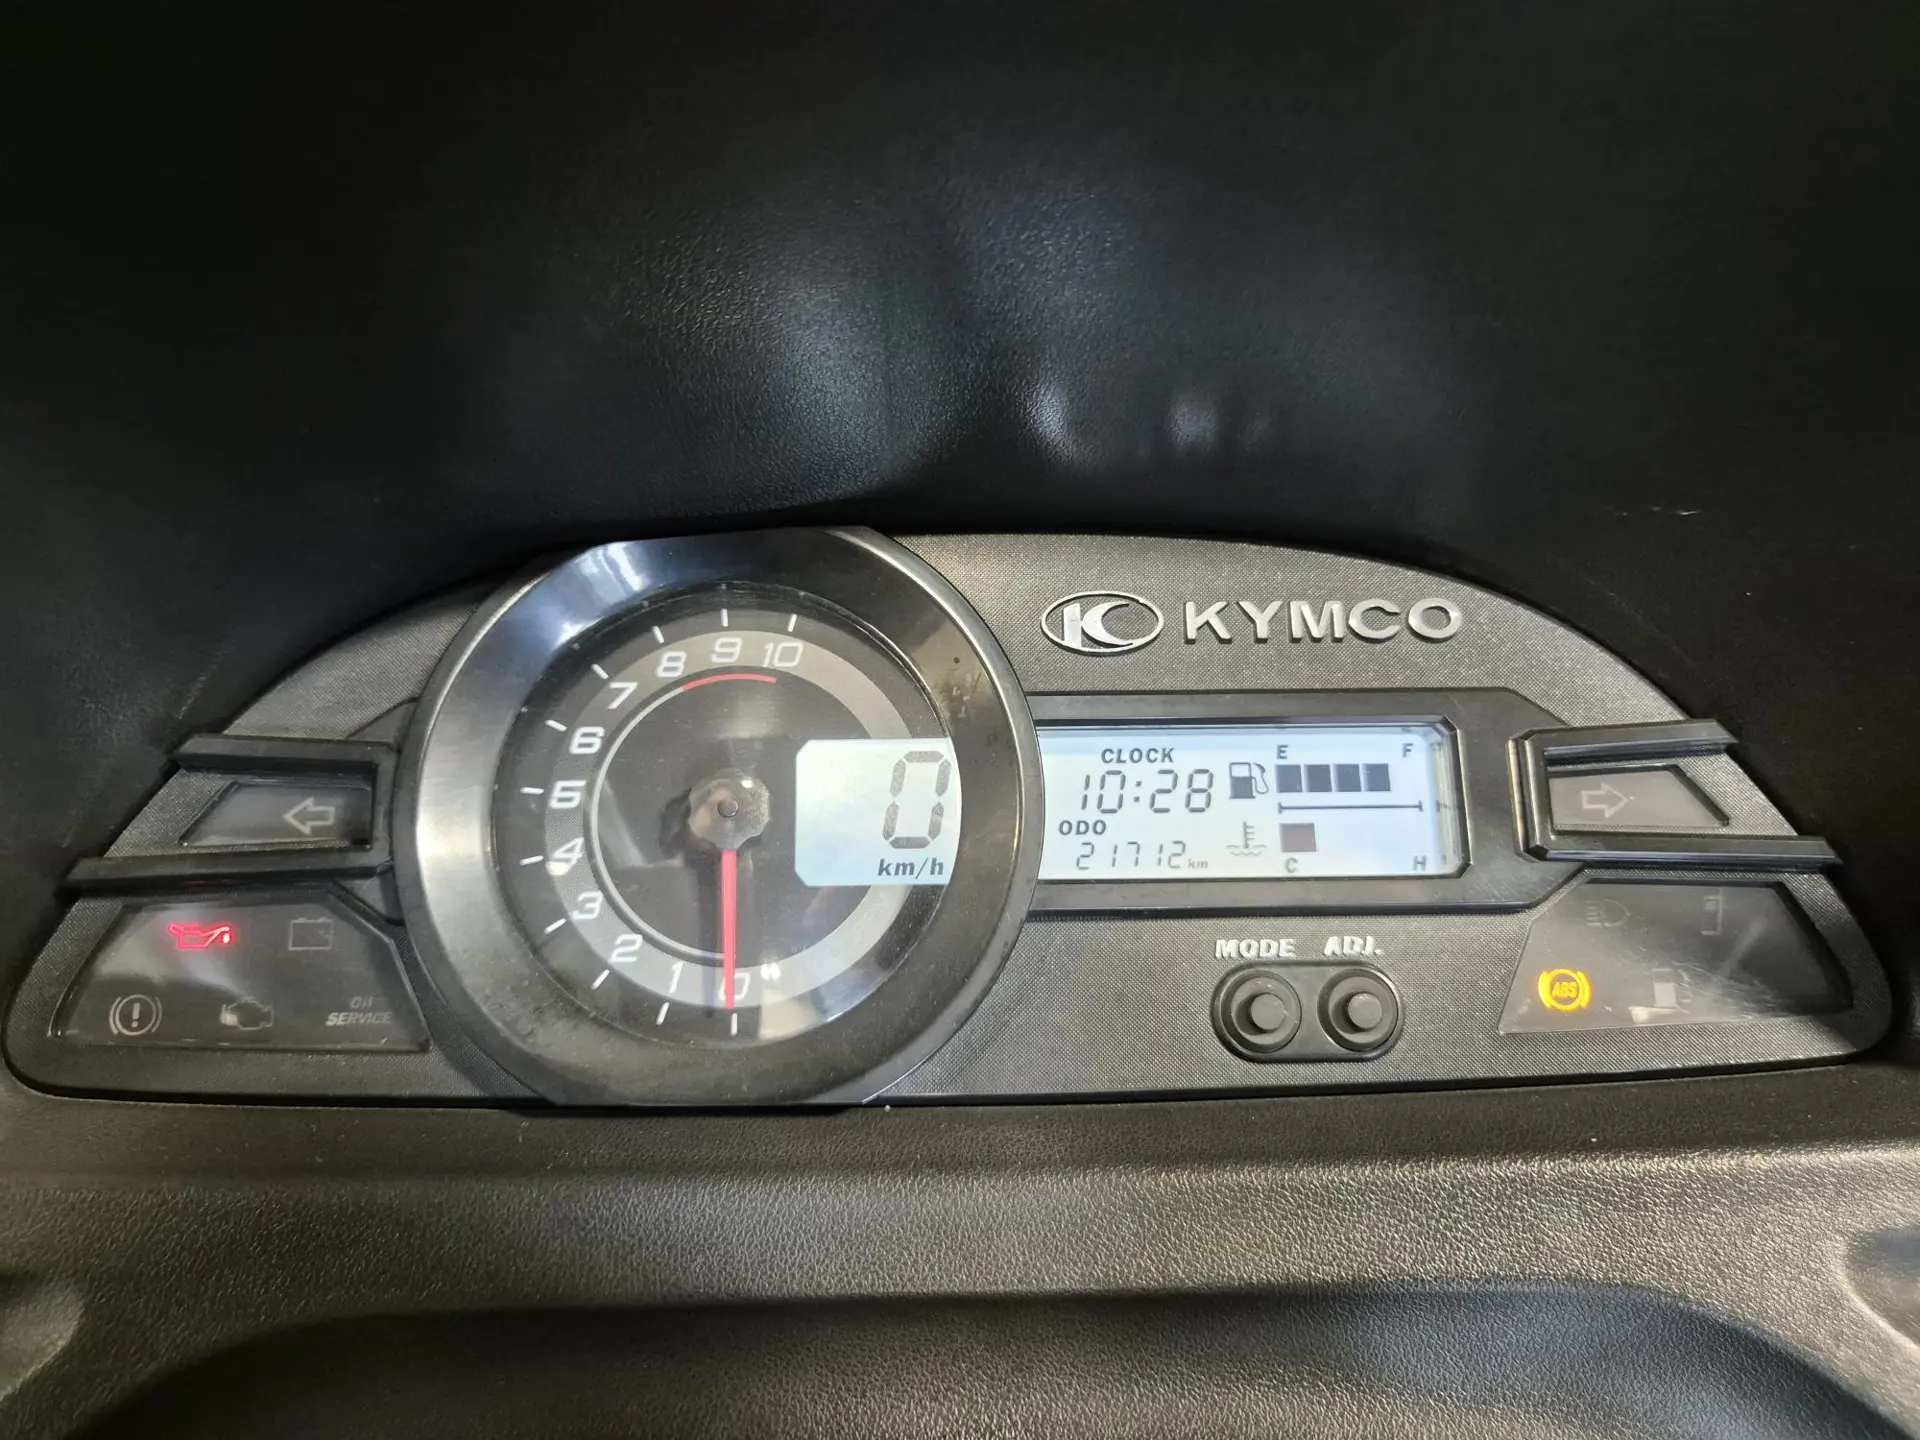 KYMCO
10
9
8
7
6
5
4
3
2
1
0
0
km/h
CLOCK
10:28
E F
ODO
21712 km
C H
MODE ADJ.
OIL
SERVICE
ABS